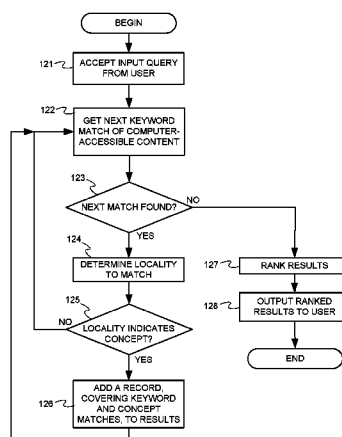 BEGIN
121
ACCEPT INPUT QUERY
FROM USER
122
GET NEXT KEYWORD
MATCH OF COMPUTER-
ACCESSIBLE CONTENT
123
NEXT MATCH FOUND?
NO
YES
124
DETERMINE LOCALITY
TO MATCH
125
LOCALITY INDICATES
CONCEPT?
NO
YES
126
ADD A RECORD,
COVERING KEYWORD
AND CONCEPT
MATCHES, TO RESULTS
127
RANK RESULTS
128
OUTPUT RANKED
RESULTS TO USER
END